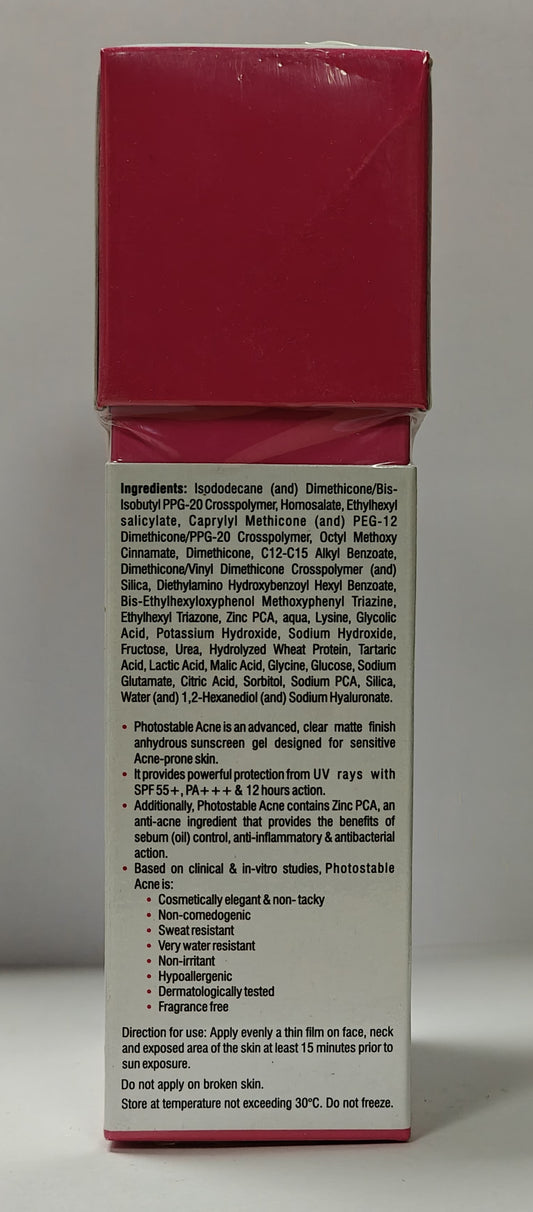 Ingredients: Isododecane (and) Dimethicone/Bis-
Isobutyl PPG-20 Crosspolymer, Homosalate, Ethylhexyl
salicylate, Caprylyl Methicone (and) PEG-12
Dimethicone/PPG-20 Crosspolymer, Octyl Methoxy
Cinnamate, Dimethicone, C12-C15 Alkyl Benzoate,
Dimethicone/Vinyl Dimethicone Crosspolymer (and)
Silica, Diethylamino Hydroxybenzoyl Hexyl Benzoate,
Bis-Ethylhexyloxyphenol Methoxyphenyl Triazine,
Ethylhexyl Triazone, Zinc PCA, aqua, Lysine, Glycolic
Acid, Potassium Hydroxide, Sodium Hydroxide,
Fructose, Urea, Hydrolyzed Wheat Protein, Tartaric
Acid, Lactic Acid, Malic Acid, Glycine, Glucose, Sodium
Glutamate, Citric Acid, Sorbitol, Sodium PCA, Silica,
Water (and) 1,2-Hexanediol (and) Sodium Hyaluronate.
• Photostable Acne is an advanced, clear matte finish
anhydrous sunscreen gel designed for sensitive
Acne-prone skin.
• It provides powerful protection from UV rays with
SPF 55+, PA+++ & 12 hours action.
• Additionally, Photostable Acne contains Zinc PCA, an
anti-acne ingredient that provides the benefits of
sebum (oil) control, anti-inflammatory & antibacterial
action.
• Based on clinical & in-vitro studies, Photostable
Acne is:
• Cosmetically elegant & non- tacky
• Non-comedogenic
• Sweat resistant
• Very water resistant
• Non-irritant
• Hypoallergenic
• Dermatologically tested
• Fragrance free
Direction for use: Apply evenly a thin film on face, neck
and exposed area of the skin at least 15 minutes prior to
sun exposure.
Do not apply on broken skin.
Store at temperature not exceeding 30°C. Do not freeze.